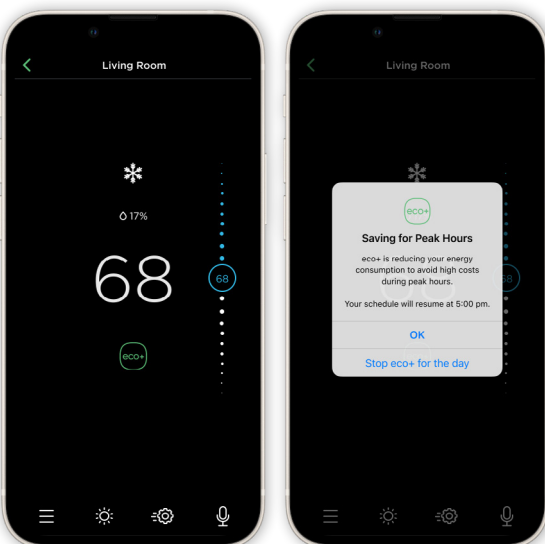 Living Room
17%
68
68
eco+
Living Room
eco+
Saving for Peak Hours
eco+ is reducing your energy
consumption to avoid high costs
during peak hours.
Your schedule will resume at 5:00 pm.
68
OK
Stop eco+ for the day